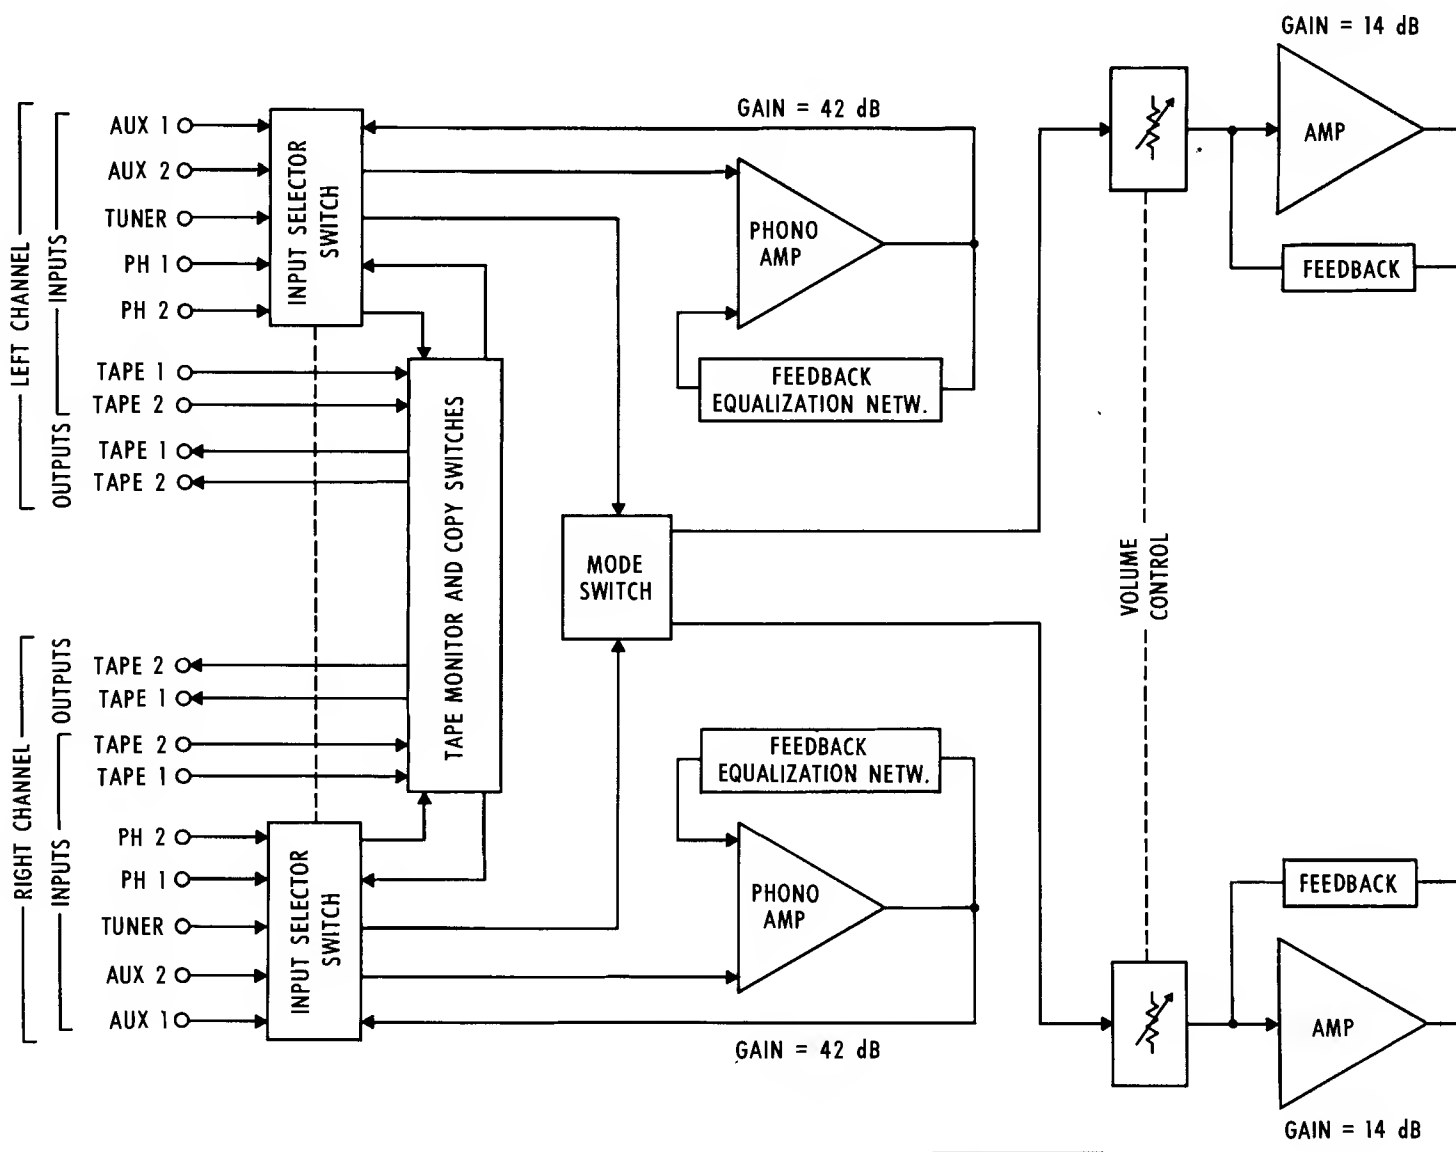 GAIN = 14 dB
GAIN = 42 dB
LEFT CHANNEL
INPUTS
OUTPUTS
AUX 1
AUX 2
TUNER
PH 1
PH 2
TAPE 1
TAPE 2
TAPE 1
TAPE 2
INPUT SELECTOR
SWITCH
PHONO
AMP
FEEDBACK
EQUALIZATION NETW.
AMP
FEEDBACK
TAPE MONITOR AND COPY SWITCHES
MODE
SWITCH
VOLUME
CONTROL
RIGHT CHANNEL
OUTPUTS
INPUTS
TAPE 2
TAPE 1
TAPE 2
TAPE 1
PH 2
PH 1
TUNER
AUX 2
AUX 1
INPUT SELECTOR
SWITCH
FEEDBACK
EQUALIZATION NETW.
PHONO
AMP
GAIN = 42 dB
FEEDBACK
AMP
GAIN = 14 dB